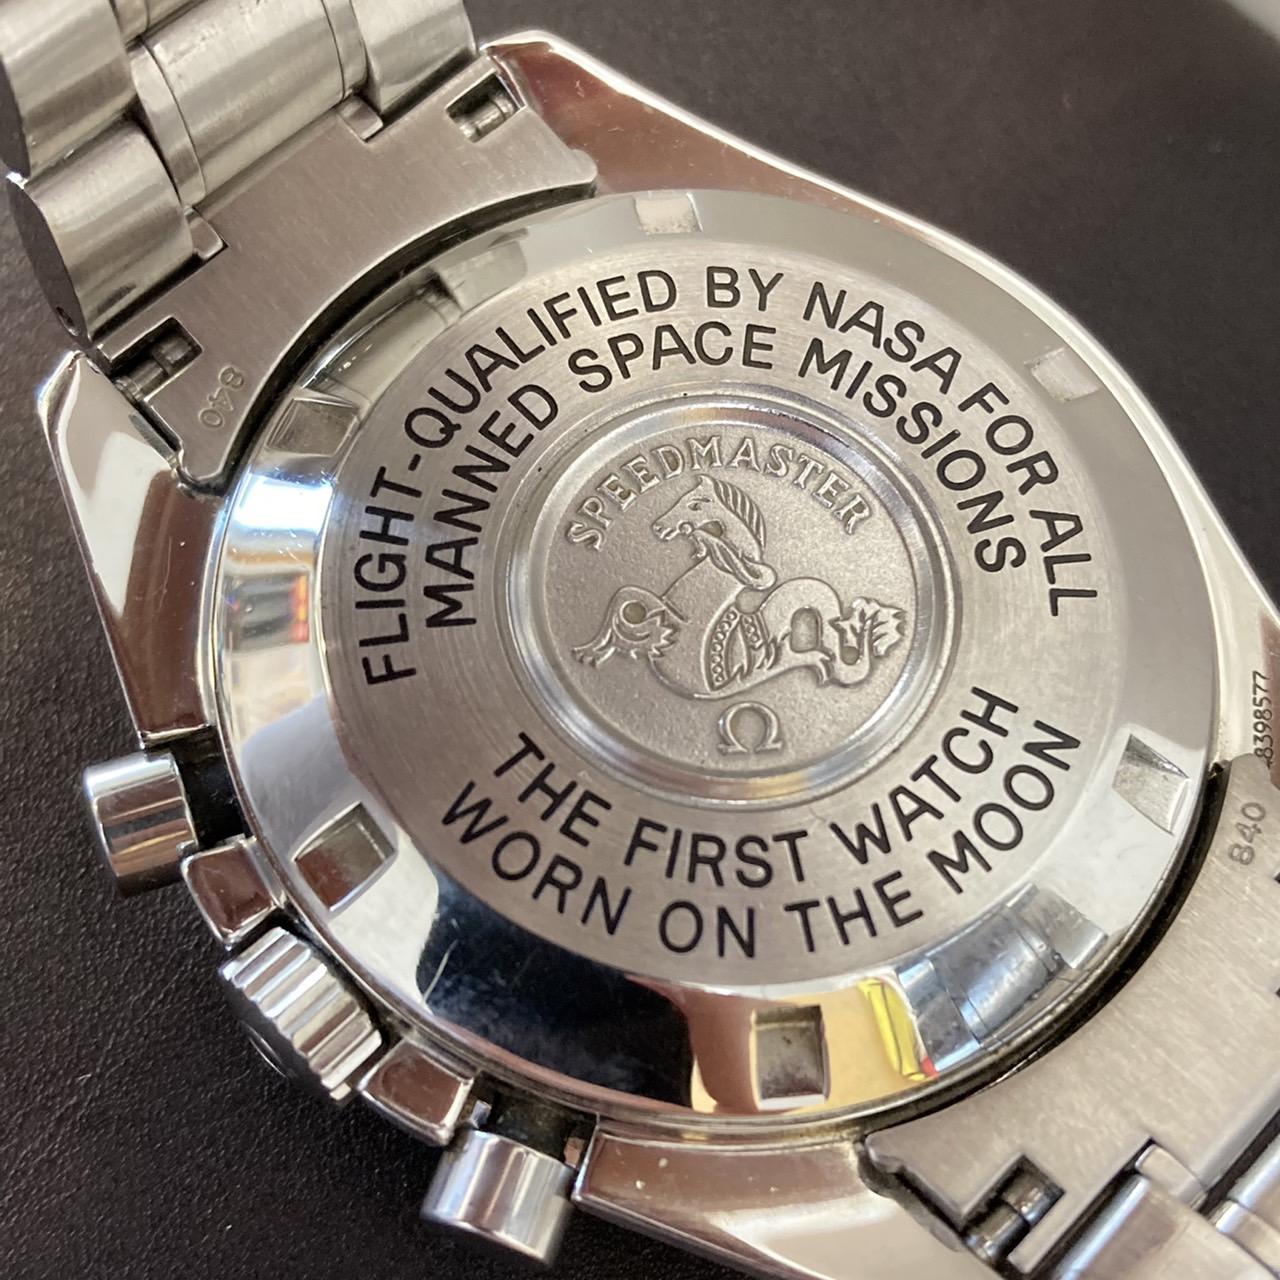 FLIGHT-QUALIFIED BY NASA FOR ALL
MANNED SPACE MISSIONS
SPEEDMASTER
Ω
THE FIRST WATCH
WORN ON THE MOON
840
840
8398577